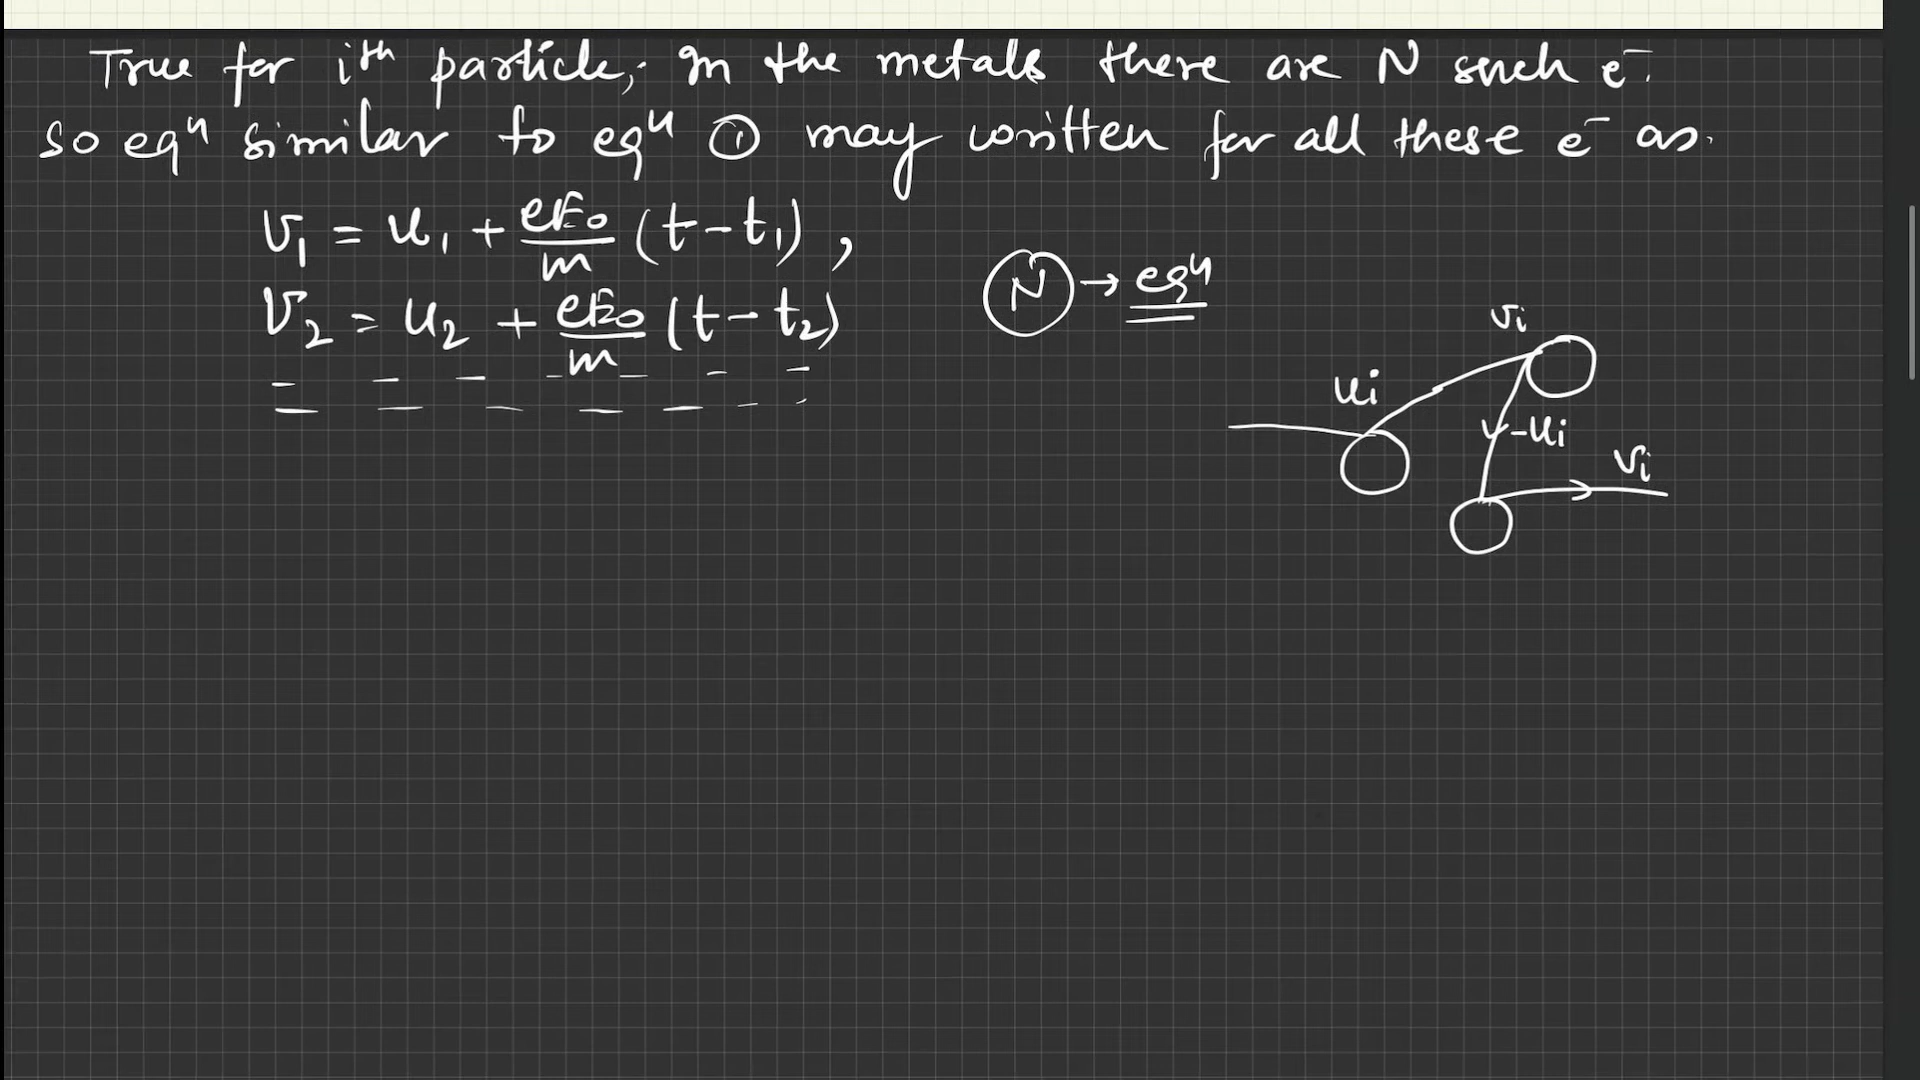 True for iᵗʰ particle, In the metals there are N such e⁻.
so eqⁿ similar to eqⁿ ① may written for all these e⁻ as.
v₁ = u₁ + eE₀/m (t - t₁) ,
v₂ = u₂ + eE₀/m (t - t₂)
N → eqⁿ
vᵢ
uᵢ
-uᵢ
vᵢ